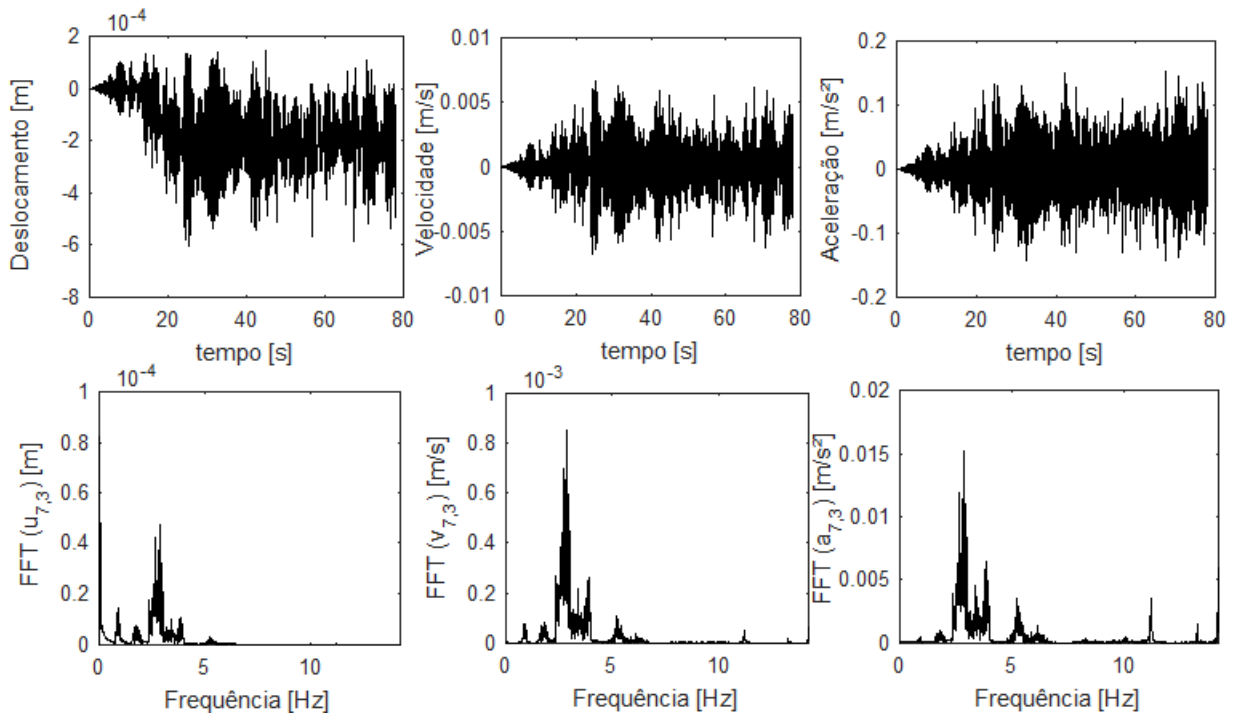 10⁻⁴
2
0
-2
-4
-6
-8
0 20 40 60 80
Deslocamento [m]
tempo [s]
0.01
0.005
0
-0.005
-0.01
0 20 40 60 80
Velocidade [m/s]
tempo [s]
0.2
0.1
0
-0.1
-0.2
0 20 40 60 80
Aceleração [m/s²]
tempo [s]
10⁻⁴
1
0.8
0.6
0.4
0.2
0
0 5 10
FFT (u₇,₃) [m]
Frequência [Hz]
10⁻³
1
0.8
0.6
0.4
0.2
0
0 5 10
FFT (v₇,₃) [m/s]
Frequência [Hz]
0.02
0.015
0.01
0.005
0
0 5 10
FFT (a₇,₃) [m/s²]
Frequência [Hz]